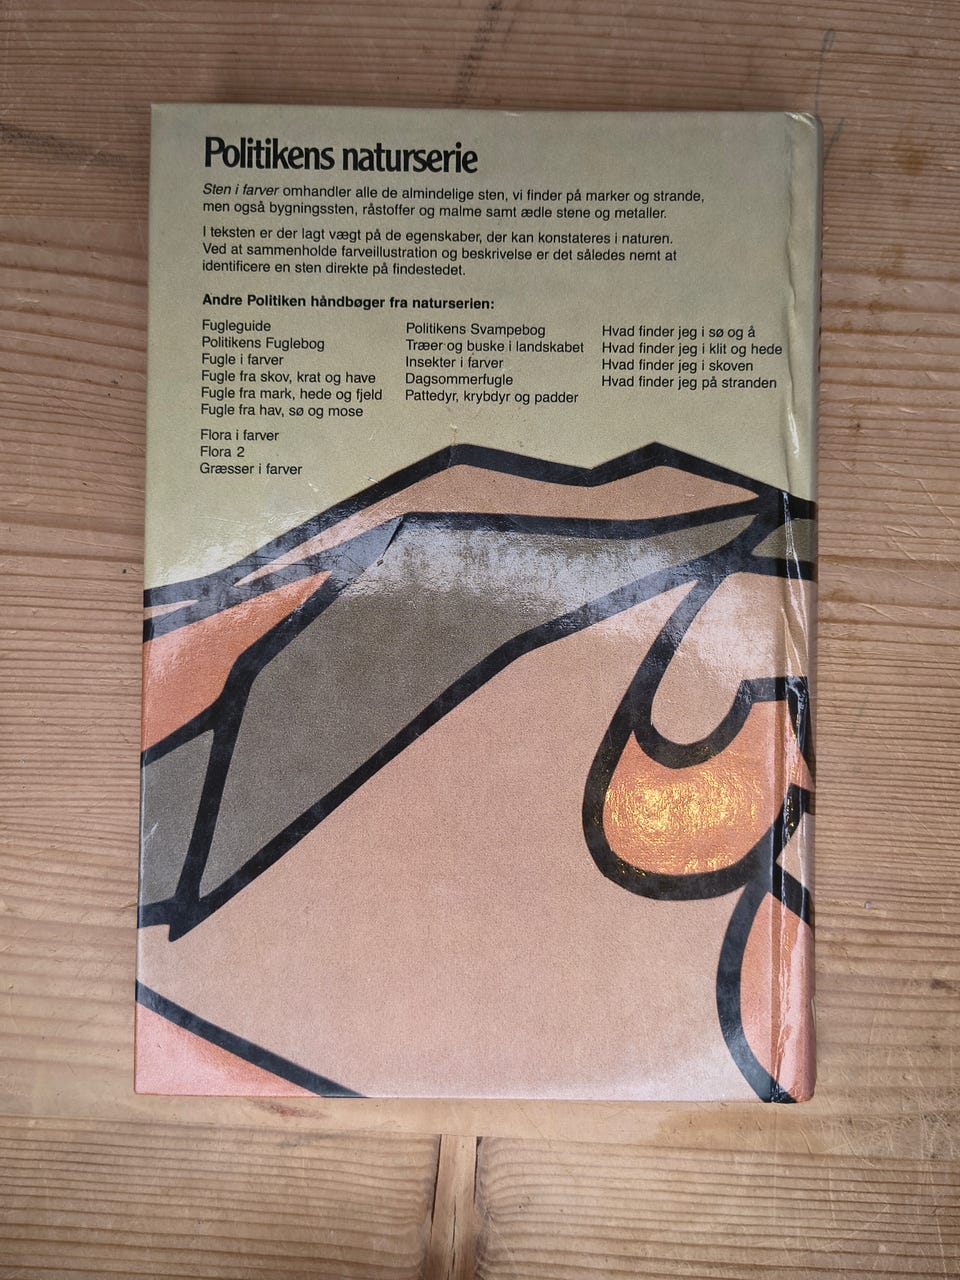 Politikens naturserie
Sten i farver omhandler alle de almindelige sten, vi finder på marker og strande,
men også bygningssten, råstoffer og malme samt ædle stene og metaller.
I teksten er der lagt vægt på de egenskaber, der kan konstateres i naturen.
Ved at sammenholde farveillustration og beskrivelse er det således nemt at
identificere en sten direkte på findestedet.
Andre Politiken håndbøger fra naturserien:
Fugleguide
Politikens Fuglebog
Fugle i farver
Fugle fra skov, krat og have
Fugle fra mark, hede og fjeld
Fugle fra hav, sø og mose
Flora i farver
Flora 2
Græsser i farver
Politikens Svampebog
Træer og buske i landskabet
Insekter i farver
Dagsommerfugle
Pattedyr, krybdyr og padder
Hvad finder jeg i sø og å
Hvad finder jeg i klit og hede
Hvad finder jeg i skoven
Hvad finder jeg på stranden